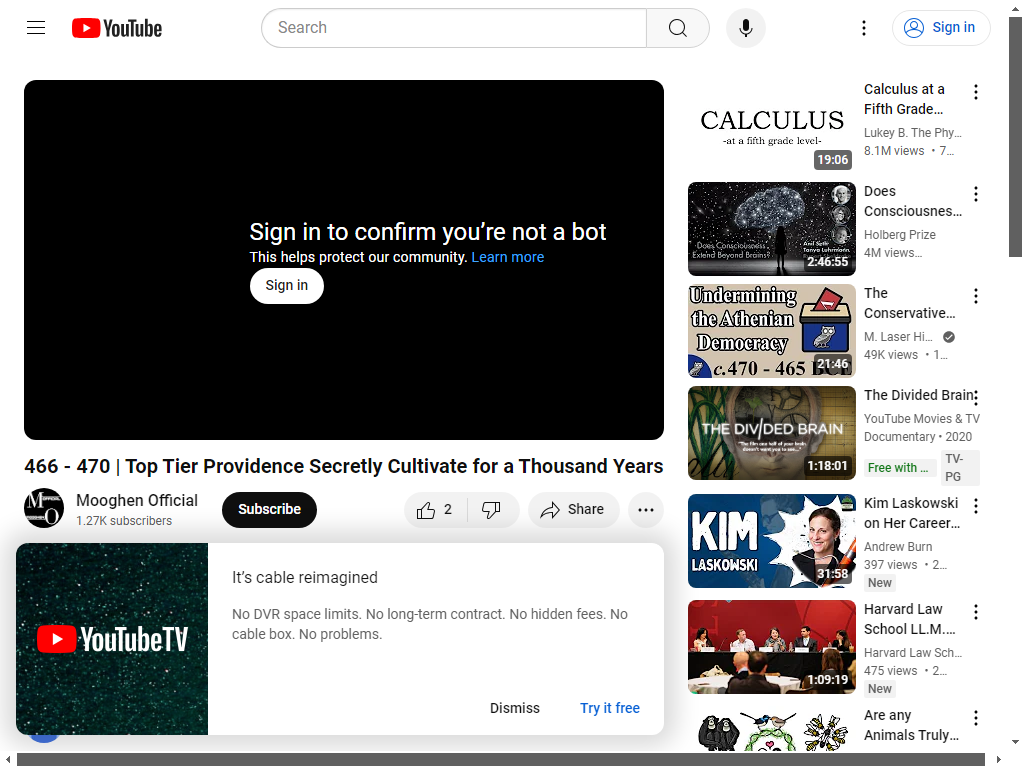 YouTube
Search
Sign in
Sign in to confirm you're not a bot
This helps protect our community. Learn more
Sign in
466 - 470 | Top Tier Providence Secretly Cultivate for a Thousand Years
Mooghen Official
1.27K subscribers
Subscribe
2
Share
YouTubeTV
It's cable reimagined
No DVR space limits. No long-term contract. No hidden fees. No
cable box. No problems.
Dismiss
Try it free
CALCULUS
-at a fifth grade level-
19:06
Calculus at a
Fifth Grade...
Lukey B. The Phy...
8.1M views • 7...
Does Consciousness
Extend Beyond Brains?
Anil Seth
Tanya Luhrmann
2:46:55
Does
Consciousnes...
Holberg Prize
4M views...
Undermining
the Athenian
Democracy
c.470 - 465 BCE
21:46
The
Conservative...
M. Laser Hi...
49K views • 1...
THE DIVIDED BRAIN
1:18:01
The Divided Brain
YouTube Movies & TV
Documentary • 2020
Free with ...
TV-
PG
KIM
LASKOWSKI
31:58
Kim Laskowski
on Her Career...
Andrew Burn
397 views • 2...
New
1:09:19
Harvard Law
School LL.M....
Harvard Law Sch...
475 views • 2...
New
Are any
Animals Truly...